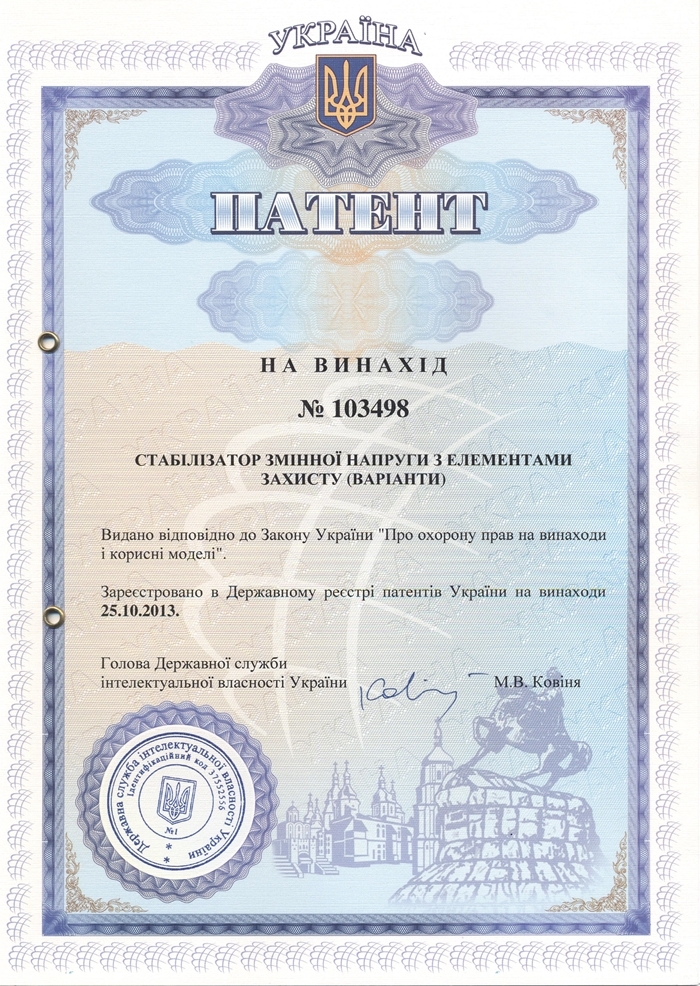 УКРАЇНА
ПАТЕНТ
НА ВИНАХІД
№ 103498
СТАБІЛІЗАТОР ЗМІННОЇ НАПРУГИ З ЕЛЕМЕНТАМИ
ЗАХИСТУ (ВАРІАНТИ)
Видано відповідно до Закону України "Про охорону прав на винаходи
і корисні моделі".
Зареєстровано в Державному реєстрі патентів України на винаходи
25.10.2013.
Голова Державної служби
інтелектуальної власності України
М.В. Ковіня
Державна служба інтелектуальної власності України
Ідентифікаційний код 37552556
№1